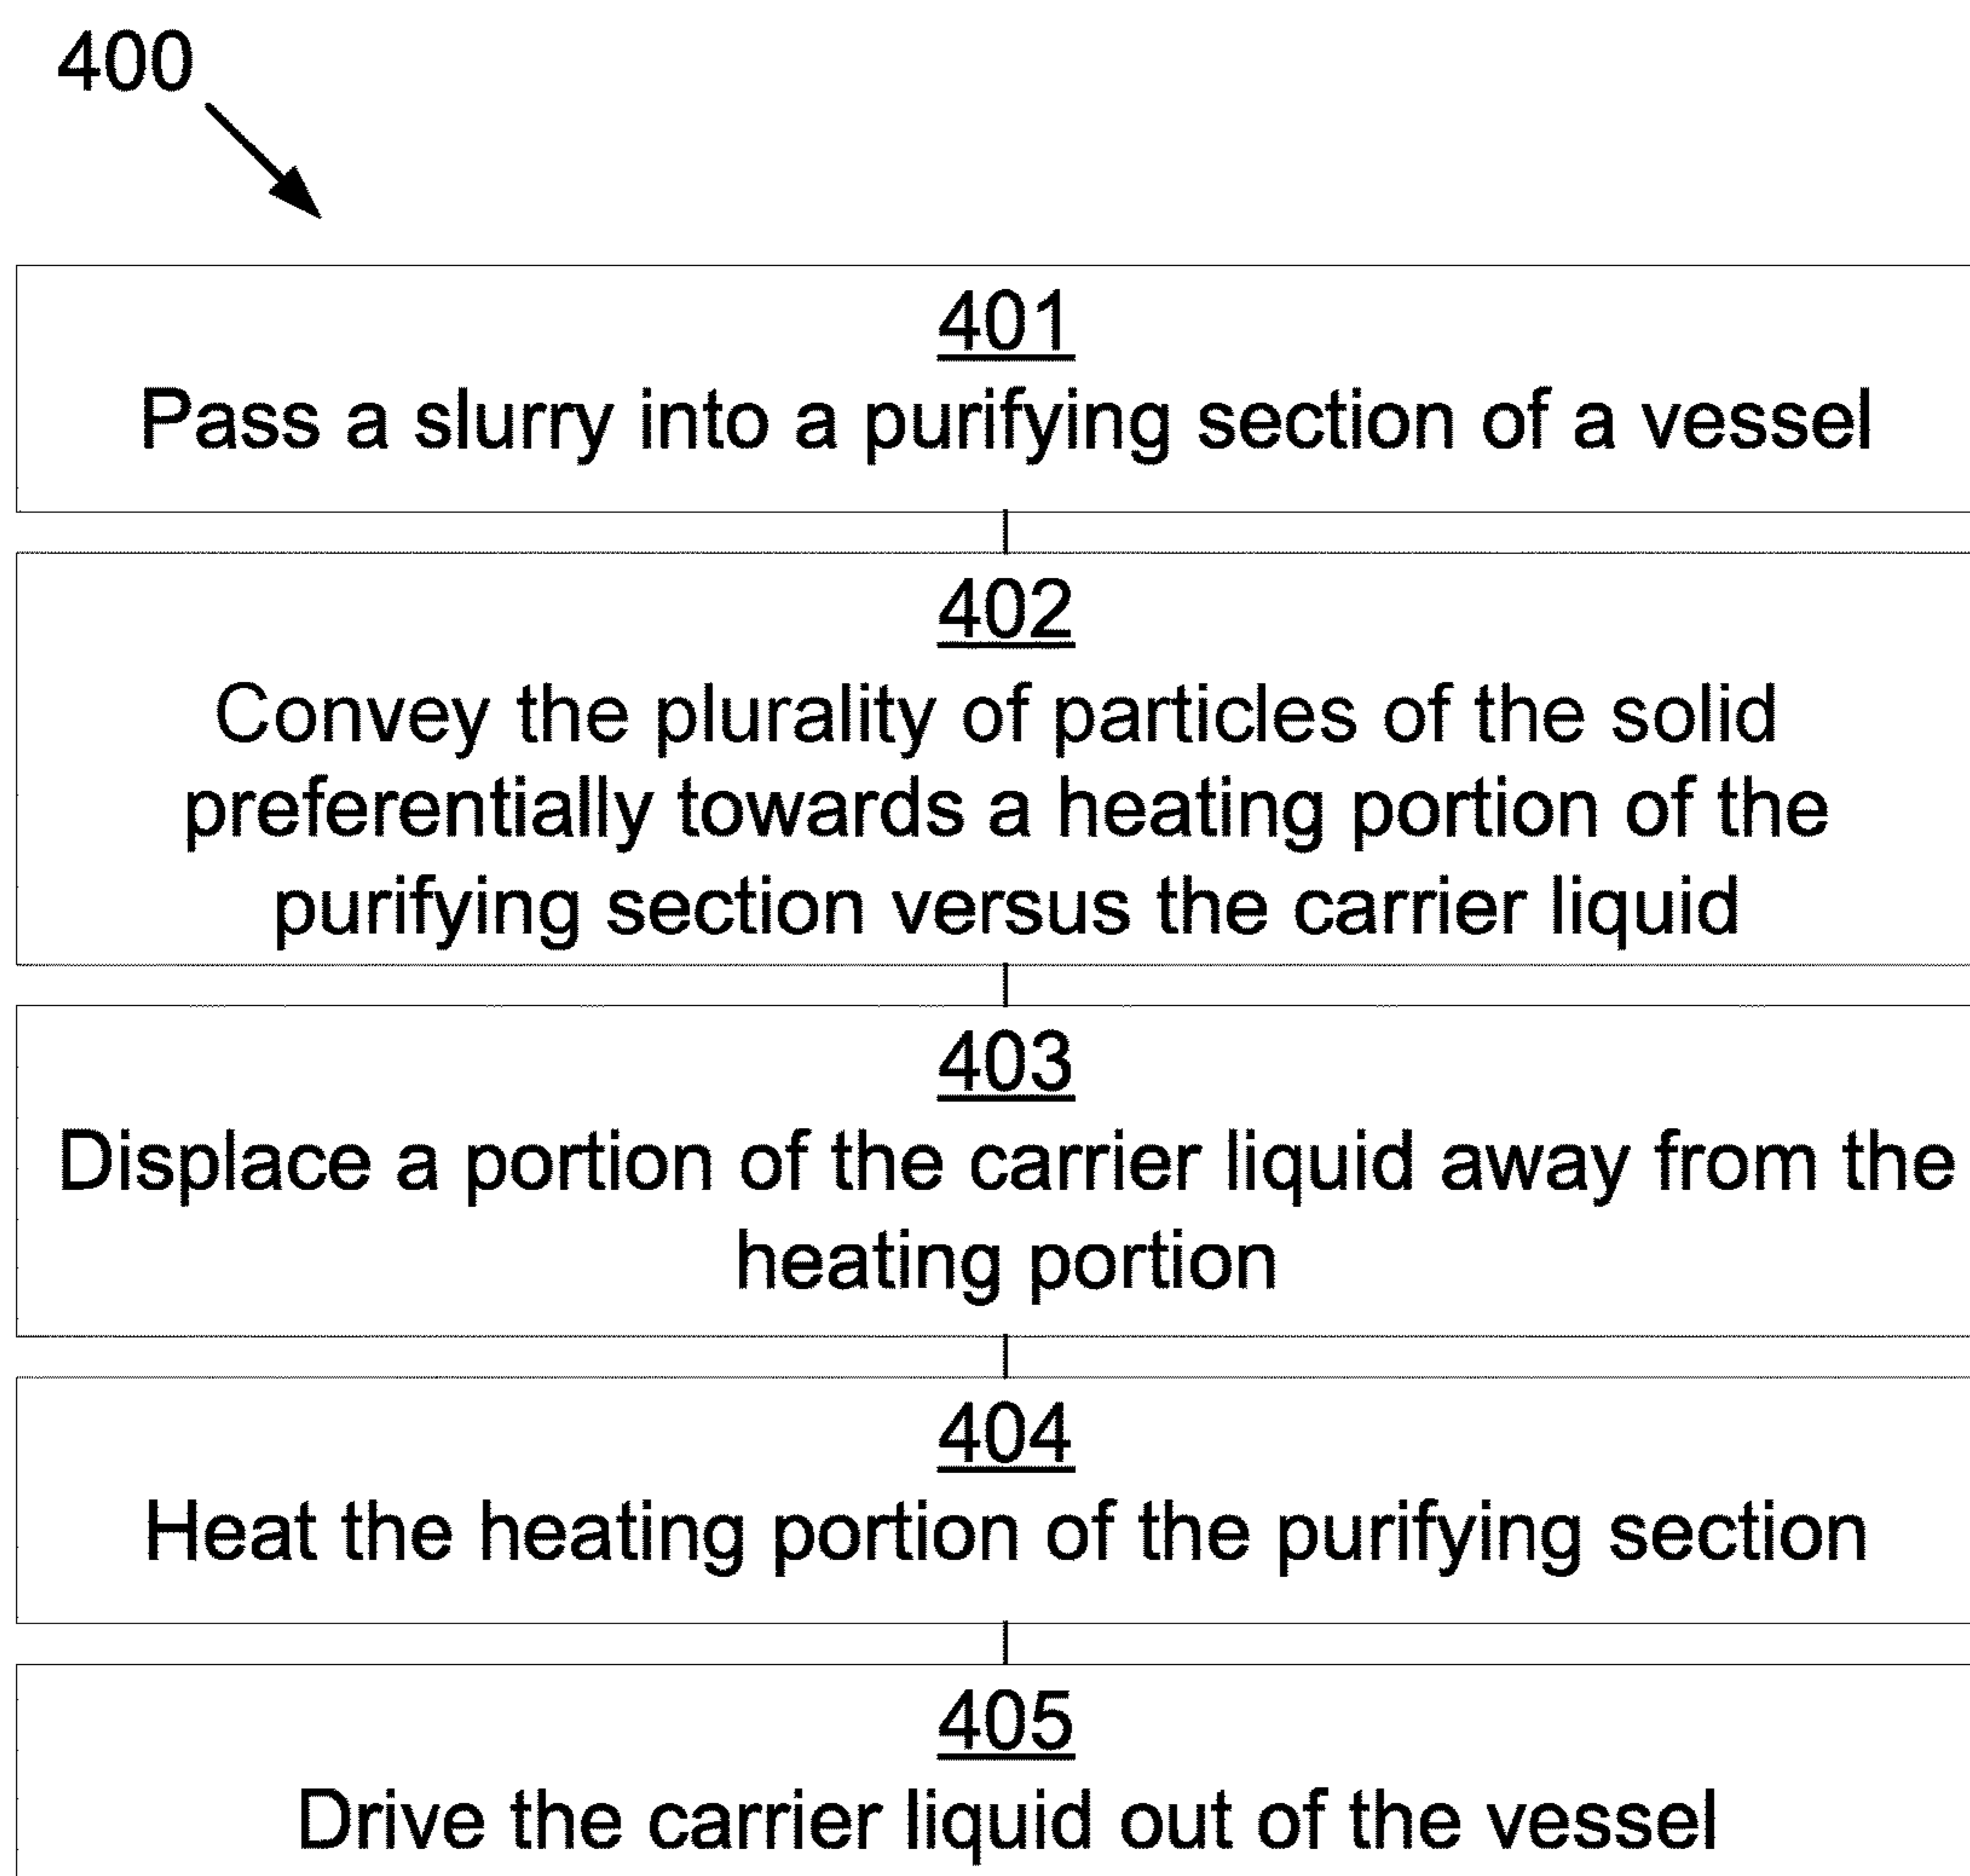 400
401
Pass a slurry into a purifying section of a vessel
402
Convey the plurality of particles of the solid
preferentially towards a heating portion of the
purifying section versus the carrier liquid
403
Displace a portion of the carrier liquid away from the
heating portion
404
Heat the heating portion of the purifying section
405
Drive the carrier liquid out of the vessel